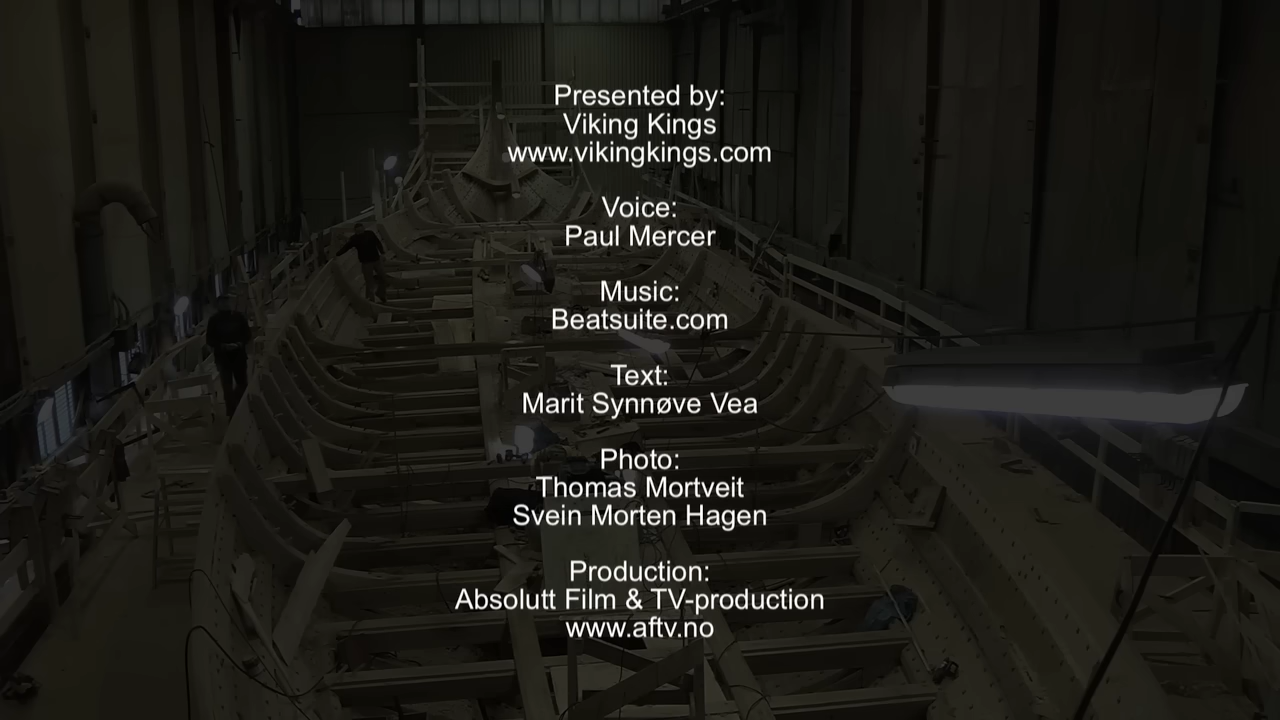 Presented by:
Viking Kings
www.vikingkings.com
Voice:
Paul Mercer
Music:
Beatsuite.com
Text:
Marit Synnøve Vea
Photo:
Thomas Mortveit
Svein Morten Hagen
Production:
Absolutt Film & TV-production
www.aftv.no